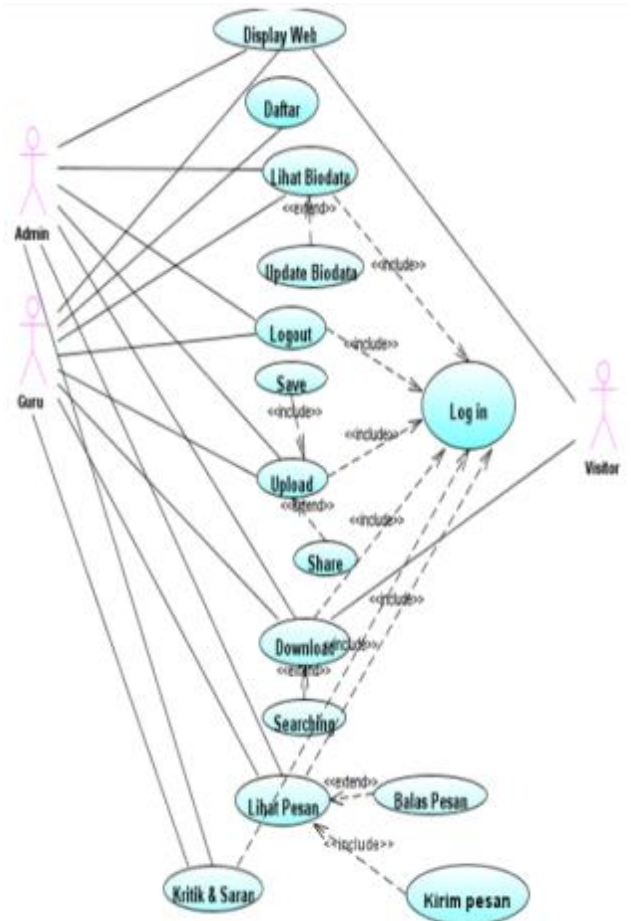 Display Web
Daftar
Lihat Biodata
<<extend>>
Admin
Update Biodata
<<include>>
Logout
<<include>>
Save
Guru
<<include>>
Log in
<<include>>
Upload
Visitor
<<extend>>
<<include>>
Share
<<include>>
Download
<<include>>
<<extend>>
Searching
<<extend>>
Lihat Pesan
Balas Pesan
<<include>>
Kritik & Saran
Kirim pesan